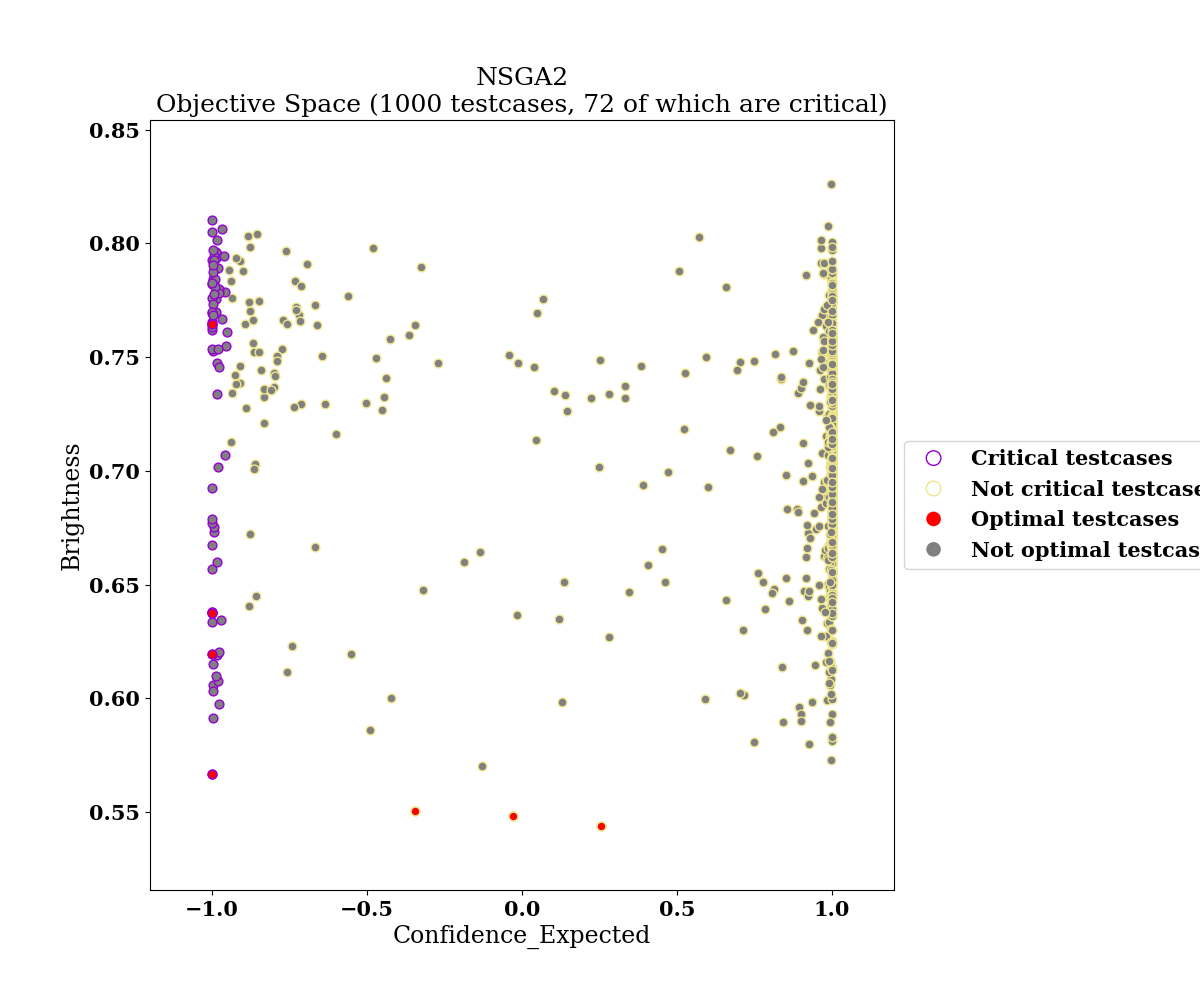 NSGA2
Objective Space (1000 testcases, 72 of which are critical)
0.85
0.80
0.75
0.70
0.65
0.60
0.55
Brightness
−1.0
−0.5
0.0
0.5
1.0
Confidence_Expected
Critical testcases
Not critical testcase
Optimal testcases
Not optimal testcas